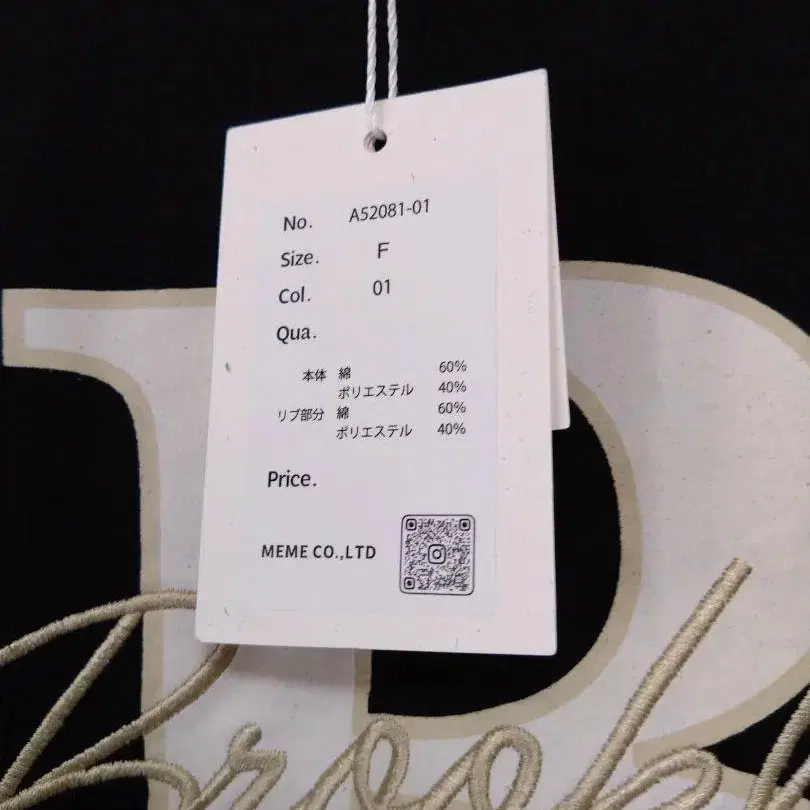 No. A52081-01
Size. F
Col. 01
Qua.
本体 綿 60%
ポリエステル 40%
リブ部分 綿 60%
ポリエステル 40%
Price.
MEME CO.,LTD
R